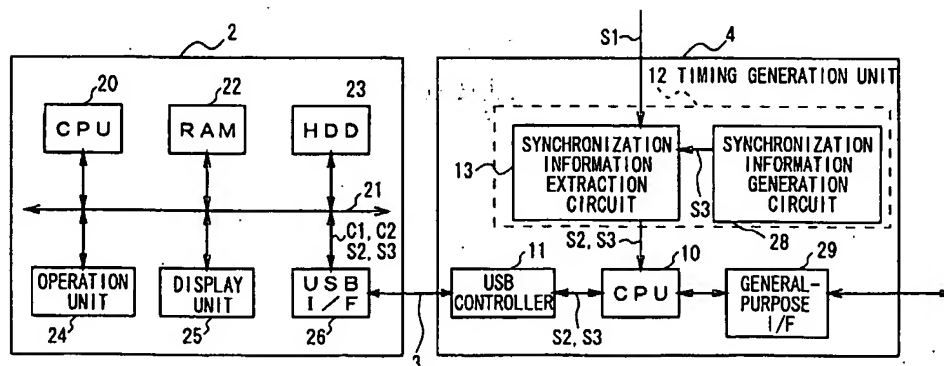 2
S1
4
12 TIMING GENERATION UNIT
20
22
23
CPU
RAM
HDD
13
SYNCHRONIZATION
INFORMATION
EXTRACTION
CIRCUIT
S3
SYNCHRONIZATION
INFORMATION
GENERATION
CIRCUIT
28
21
C1, C2
S2, S3
S2, S3
11
10
29
OPERATION
UNIT
24
DISPLAY
UNIT
25
USB
I/F
26
3
USB
CONTROLLER
S2, S3
CPU
GENERAL-
PURPOSE
I/F